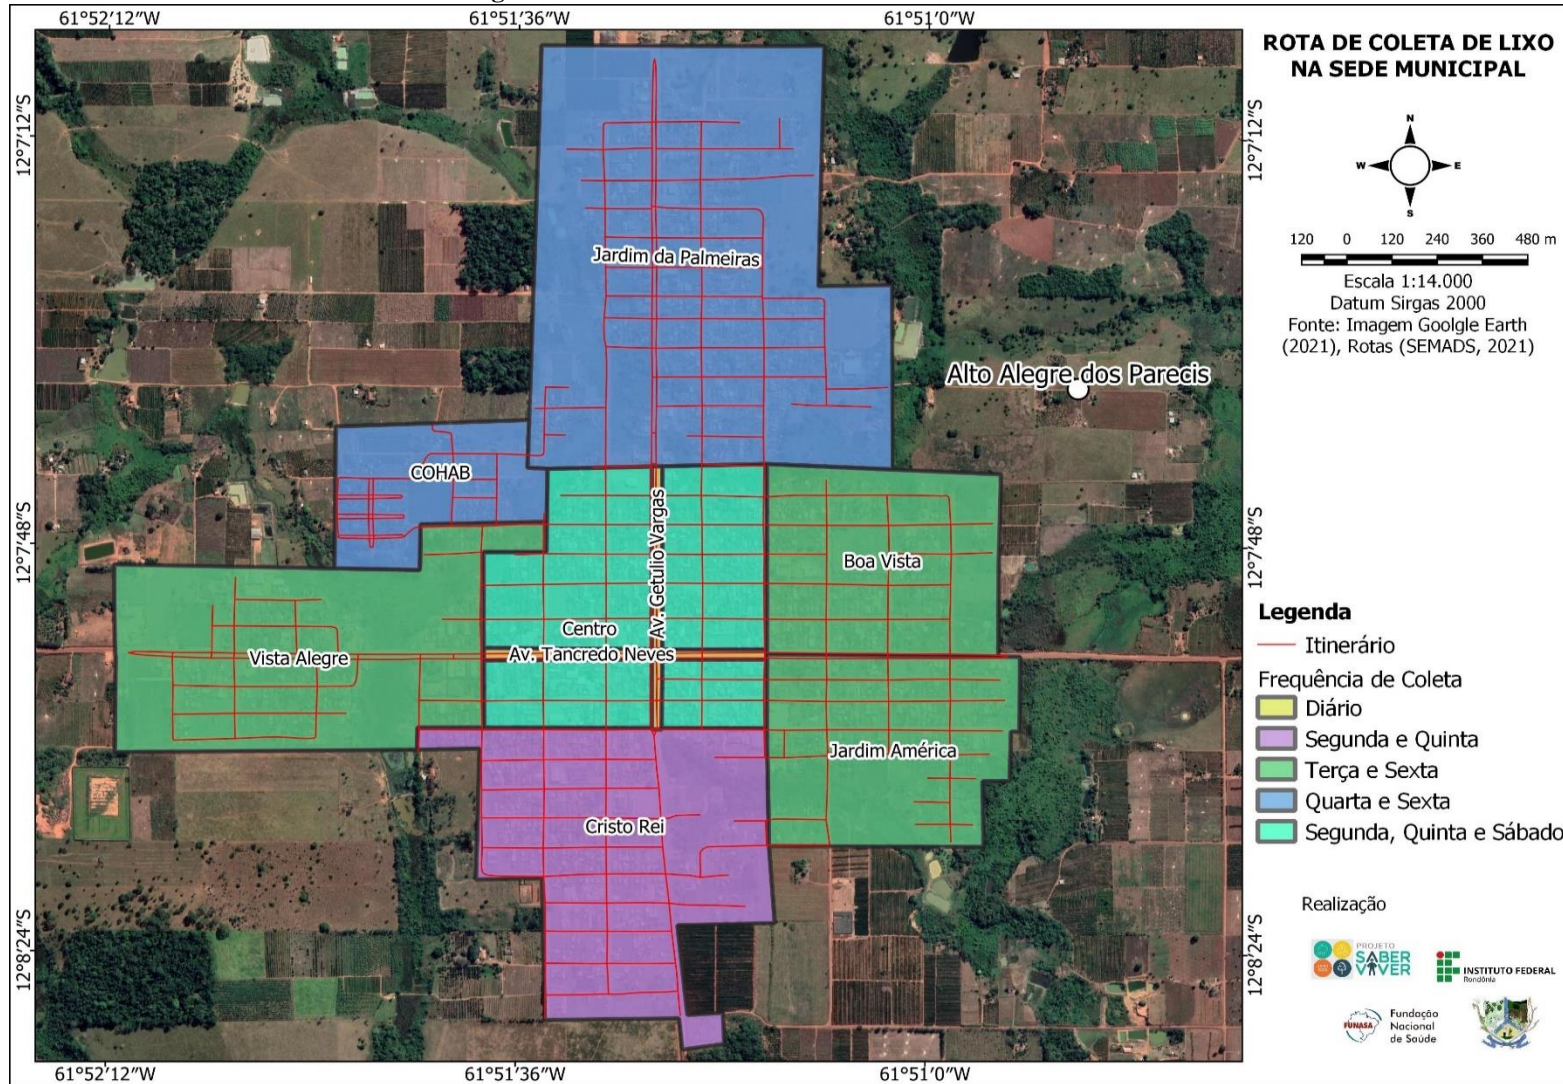 61°52'12"W 61°51'36"W 61°51'0"W
12°7'12"S
12°7'48"S
12°8'24"S
Jardim da Palmeiras
Alto Alegre dos Parecis
COHAB
Av. Getulio Vargas
Boa Vista
Centro
Av. Tancredo Neves
Vista Alegre
Jardim América
Cristo Rei
12°7'12"S
12°7'48"S
12°8'24"S
61°52'12"W 61°51'36"W 61°51'0"W
ROTA DE COLETA DE LIXO
NA SEDE MUNICIPAL
N
W E
S
120 0 120 240 360 480 m
Escala 1:14.000
Datum Sirgas 2000
Fonte: Imagem Goolgle Earth
(2021), Rotas (SEMADS, 2021)
Legenda
Itinerário
Frequência de Coleta
Diário
Segunda e Quinta
Terça e Sexta
Quarta e Sexta
Segunda, Quinta e Sábado
Realização
PROJETO
SABER
VIVER
INSTITUTO FEDERAL
Rondônia
FUNASA
Fundação
Nacional
de Saúde